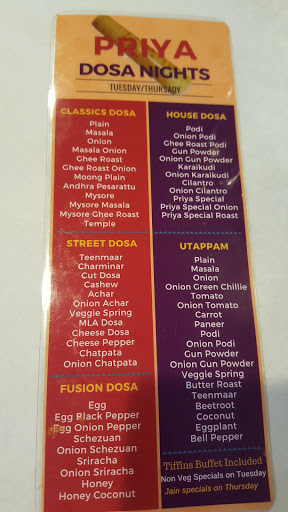 PRIYA
DOSA NIGHTS
TUESDAY/THUKSADY
CLASSICS DOSA
Plain
Masala
Onion
Masala Onion
Ghee Roast
Ghee Roast Onion
Moong Plain
Andhra Pesarattu
Mysore
Mysore Masala
Mysore Ghee Roast
Temple
STREET DOSA
Teenmaar
Charminar
Cut Dosa
Cashew
Achar
Onion Achar
Veggie Spring
MLA Dosa
Cheese Dosa
Cheese Pepper
Chatpata
Onion Chatpata
FUSION DOSA
Egg
Egg Black Pepper
Egg Onion Pepper
Schezuan
Onion Schezuan
Sriracha
Onion Sriracha
Honey
Honey Coconut
HOUSE DOSA
Podi
Onion Podi
Ghee Roast Podi
Gun Powder
Onion Gun Powder
Karaikudi
Onion Karaikudi
Cilantro
Onion Cilantro
Priya Special
Priya Special Onion
Priya Special Roast
UTAPPAM
Plain
Masala
Onion
Onion Green Chillie
Tomato
Onion Tomato
Carrot
Paneer
Podi
Onion Podi
Gun Powder
Onion Gun Powder
Veggie Spring
Butter Roast
Teenmaar
Beetroot
Coconut
Eggplant
Bell Pepper
Tiffins Buffet Included
Non Veg Specials on Tuesday
Jain specials on Thursday